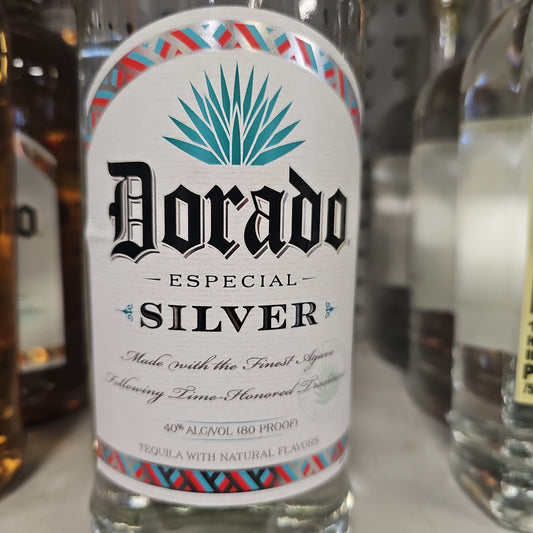 Dorado
ESPECIAL
SILVER
Made with the Finest Agave
Following Time-Honored Tradition
40% ALC/VOL (80 PROOF)
TEQUILA WITH NATURAL FLAVORS